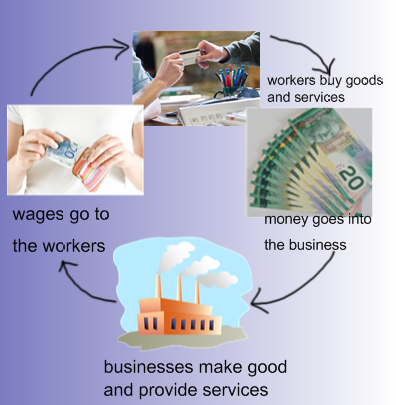 workers buy goods
and services
20
money goes into
the business
20
wages go to
the workers
businesses make good
and provide services